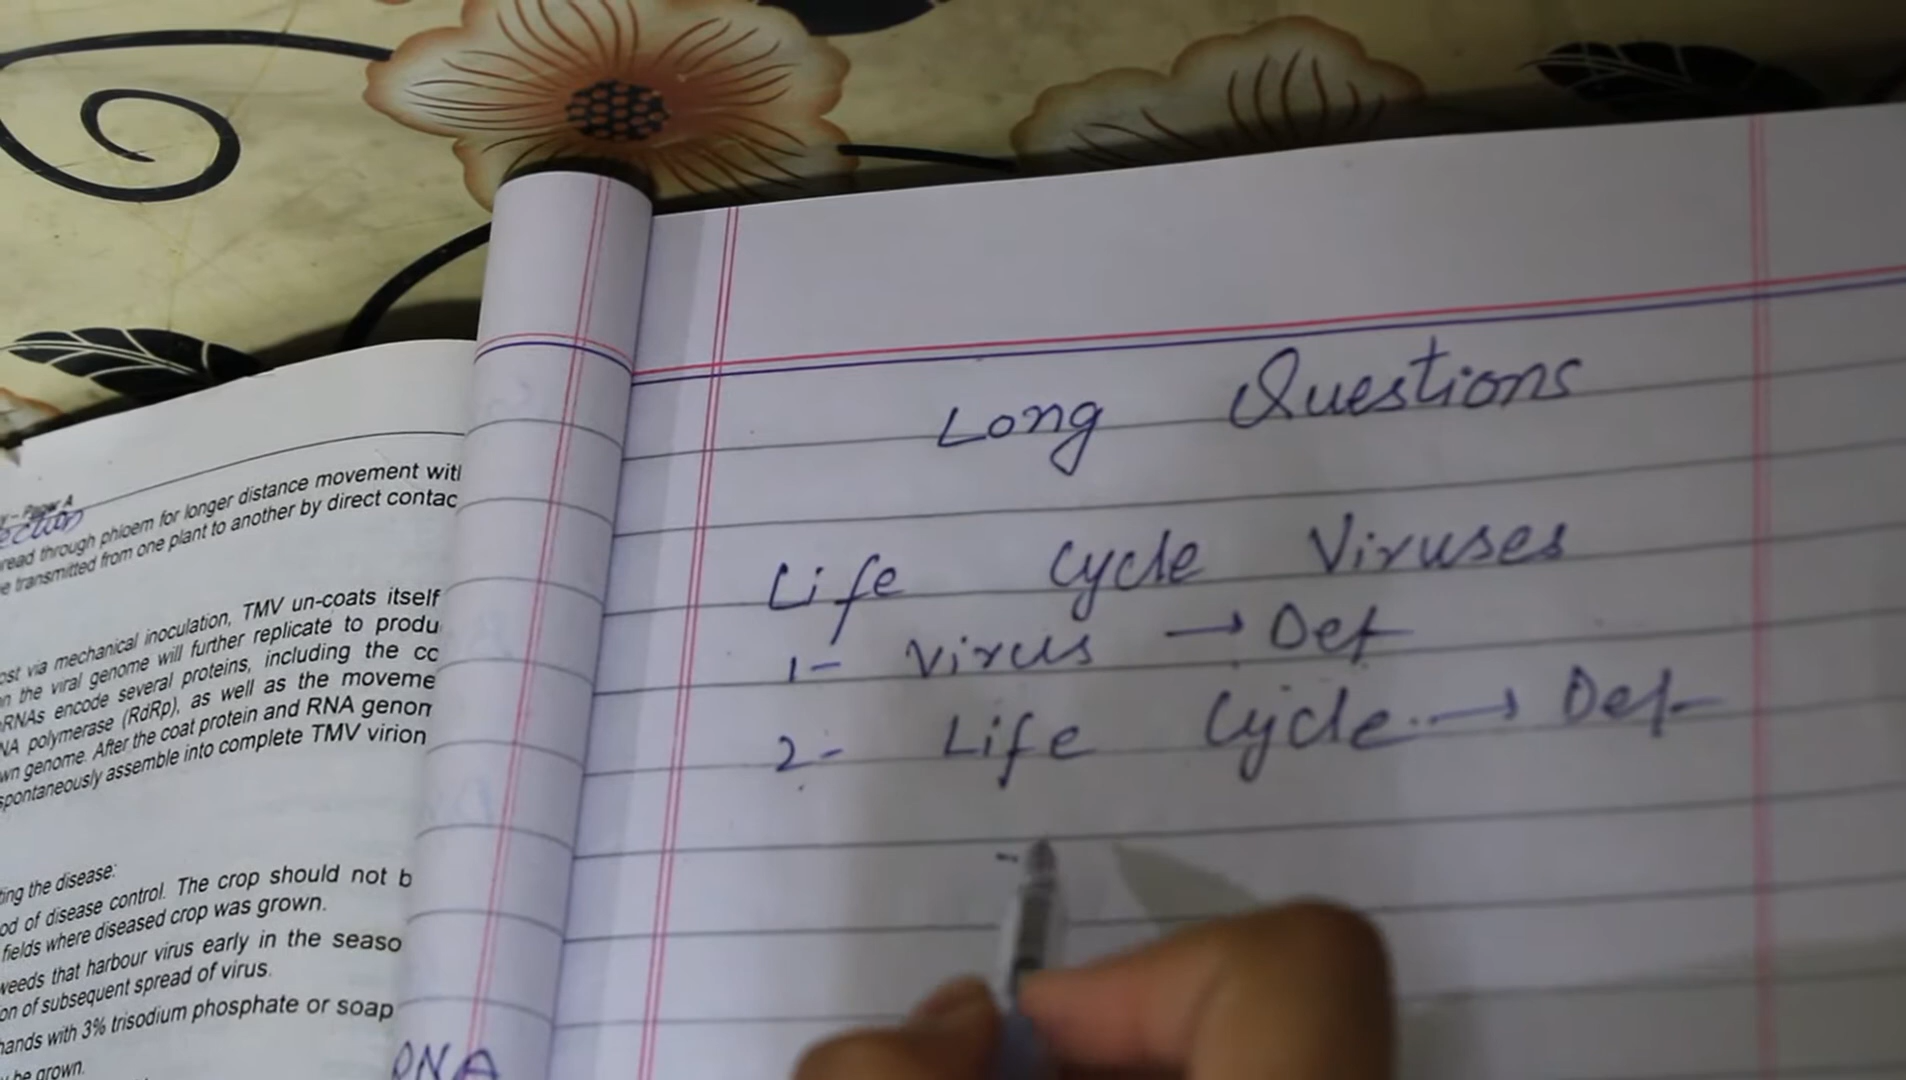 Paper A
read through phloem for longer distance movement with
e transmitted from one plant to another by direct contac
ost via mechanical inoculation, TMV un-coats itself
n the viral genome will further replicate to produ
RNAs encode several proteins, including the co
NA polymerase (RdRp), as well as the moveme
wn genome. After the coat protein and RNA genom
spontaneously assemble into complete TMV virion
ting the disease:
od of disease control. The crop should not b
fields where diseased crop was grown.
weeds that harbour virus early in the seaso
on of subsequent spread of virus.
hands with 3% trisodium phosphate or soap
be grown.
RNA
Long Questions
Life Cycle Viruses
1- Virus → Def
2- Life Cycle → Def
-